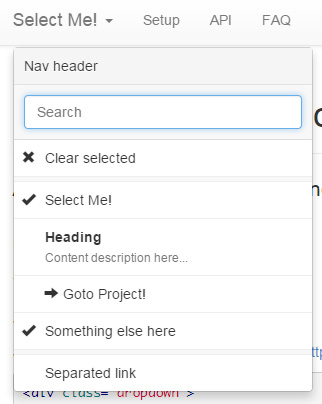 Select Me! Setup API FAQ
Nav header
Search
Clear selected
Select Me!
Heading
Content description here...
Goto Project!
Something else here
Separated link
<div class="dropdown">